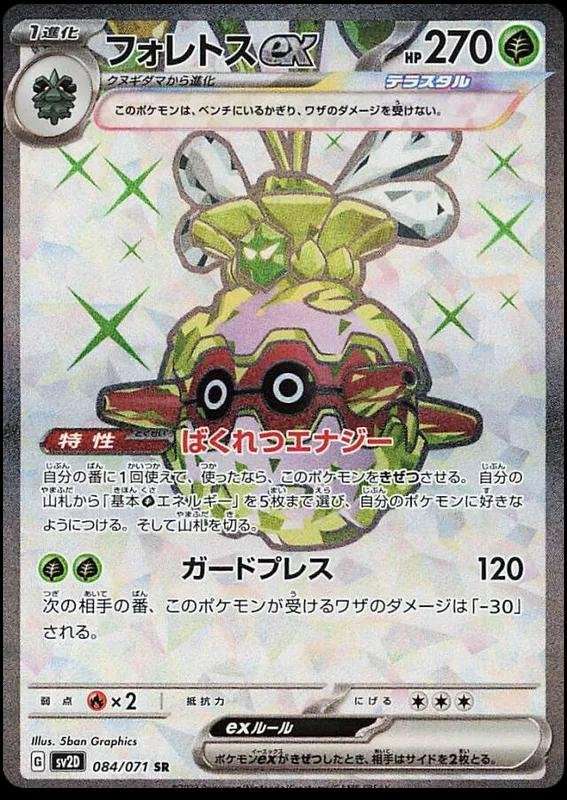 1進化
フォレトスex
HP 270
クヌギダマから進化
テラスタル
このポケモンは、ベンチにいるかぎり、ワザのダメージを受けない。
特性 ばくれつエナジー
自分の番に1回使えて、使ったなら、このポケモンをきぜつさせる。自分の
山札から「基本エネルギー」を5枚まで選び、自分のポケモンに好きな
ようにつける。そして山札を切る。
ガードプレス 120
次の相手の番、このポケモンが受けるワザのダメージは「-30」
される。
弱点 ×2 抵抗力 にげる
exルール
ポケモンexがきぜつしたとき、相手はサイドを2枚とる。
Illus. 5ban Graphics
G sv2D 084/071 SR